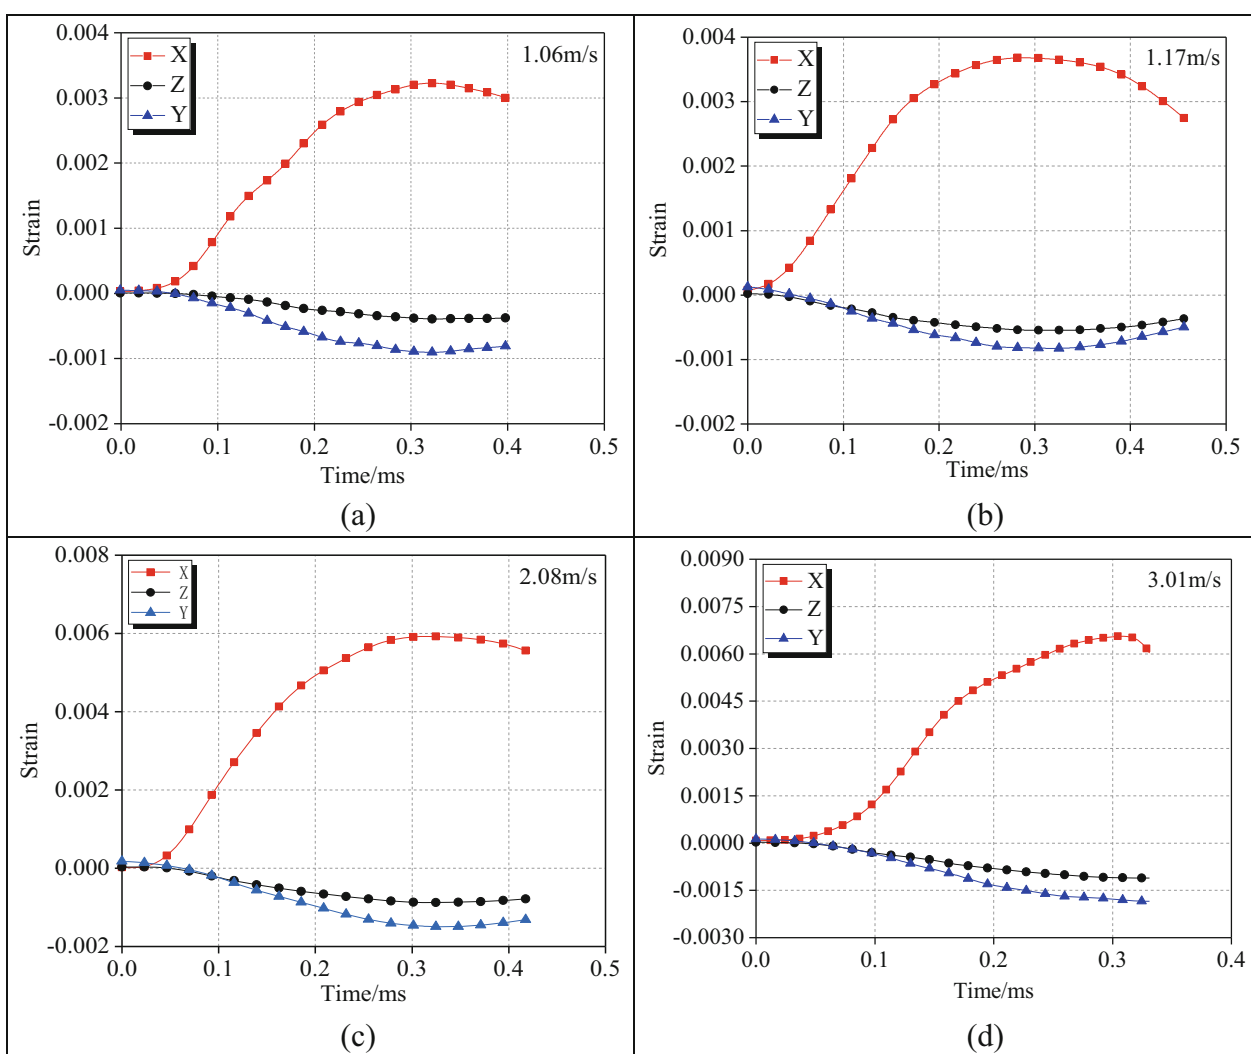 0.004
0.003
0.002
0.001
0.000
-0.001
-0.002
Strain
X
Z
Y
1.06m/s
0.0 0.1 0.2 0.3 0.4 0.5
Time/ms
(a)
0.004
0.003
0.002
0.001
0.000
-0.001
-0.002
Strain
X
Z
Y
1.17m/s
0.0 0.1 0.2 0.3 0.4 0.5
Time/ms
(b)
0.008
0.006
0.004
0.002
0.000
-0.002
Strain
X
Z
Y
2.08m/s
0.0 0.1 0.2 0.3 0.4 0.5
Time/ms
(c)
0.0090
0.0075
0.0060
0.0045
0.0030
0.0015
0.0000
-0.0015
-0.0030
Strain
X
Z
Y
3.01m/s
0.0 0.1 0.2 0.3 0.4
Time/ms
(d)